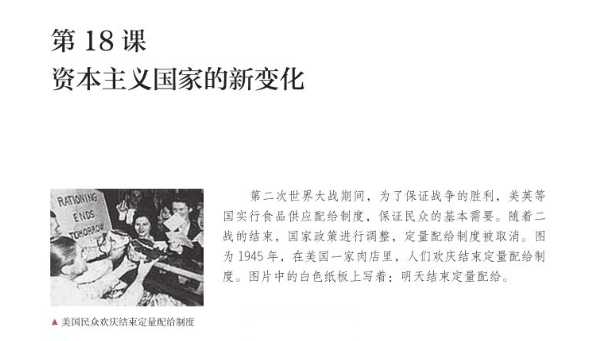 第 18 课
资本主义国家的新变化
RATIONING
ENDS
TOMORROW
第二次世界大战期间，为了保证战争的胜利，美英等
国实行食品供应配给制度，保证民众的基本需要。随着二
战的结束，国家政策进行调整，定量配给制度被取消。图
为 1945 年，在美国一家肉店里，人们欢庆结束定量配给制
度。图片中的白色纸板上写着：明天结束定量配给。
▲ 美国民众欢庆结束定量配给制度